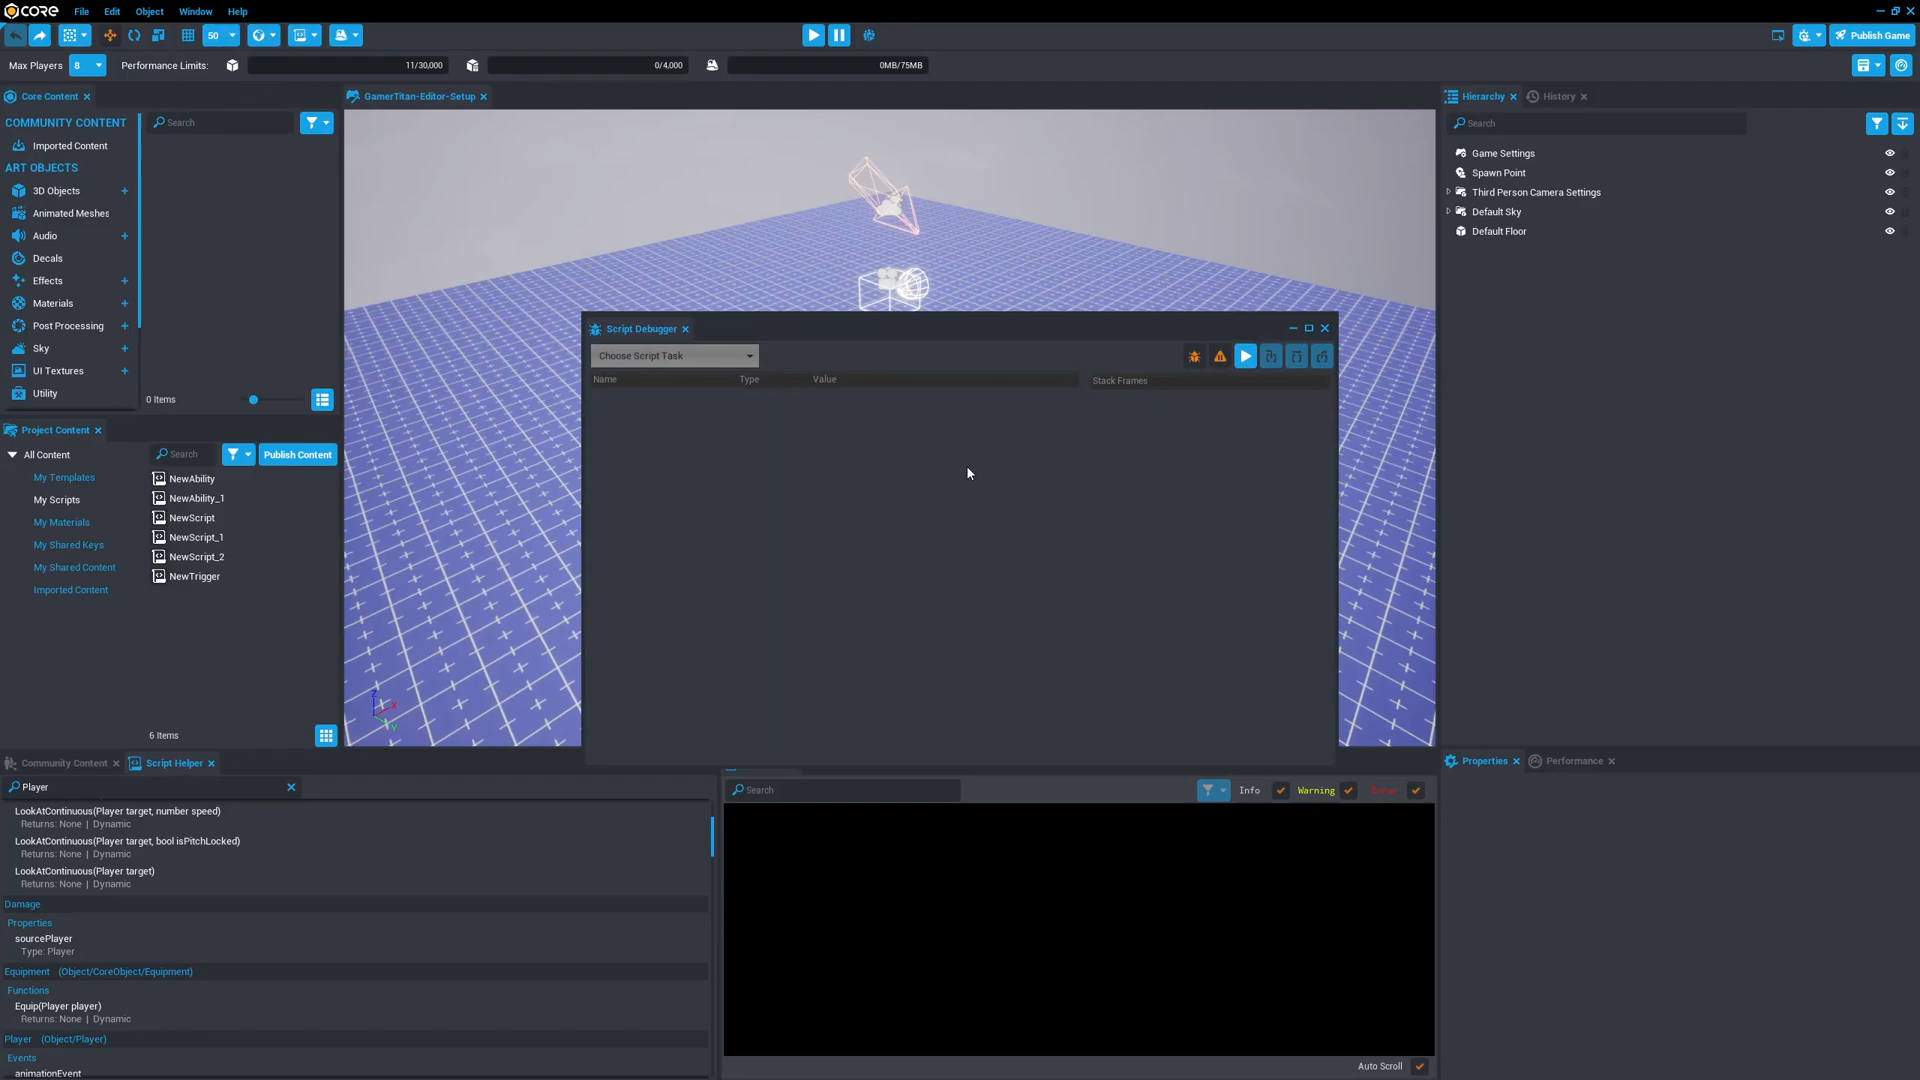 CORE File Edit Object Window Help
50
Publish Game
Max Players 8 Performance Limits: 11/30,000 0/4,000 0MB/75MB
Core Content
GamerTitan-Editor-Setup
Hierarchy History
COMMUNITY CONTENT
Search
Search
Imported Content
ART OBJECTS
3D Objects
Animated Meshes
Audio
Decals
Effects
Materials
Post Processing
Sky
UI Textures
Utility
0 Items
Game Settings
Spawn Point
Third Person Camera Settings
Default Sky
Default Floor
Script Debugger
Choose Script Task
Name Type Value Stack Frames
Project Content
All Content
Search
Publish Content
My Templates
My Scripts
My Materials
My Shared Keys
My Shared Content
Imported Content
NewAbility
NewAbility_1
NewScript
NewScript_1
NewScript_2
NewTrigger
6 Items
Z
X
Y
Community Content Script Helper
Player
LookAtContinuous(Player target, number speed)
Returns: None | Dynamic
LookAtContinuous(Player target, bool isPitchLocked)
Returns: None | Dynamic
LookAtContinuous(Player target)
Returns: None | Dynamic
Damage
Properties
sourcePlayer
Type: Player
Equipment (Object/CoreObject/Equipment)
Functions
Equip(Player player)
Returns: None | Dynamic
Player (Object/Player)
Events
animationEvent
Search
Info Warning Error
Auto Scroll
Properties Performance